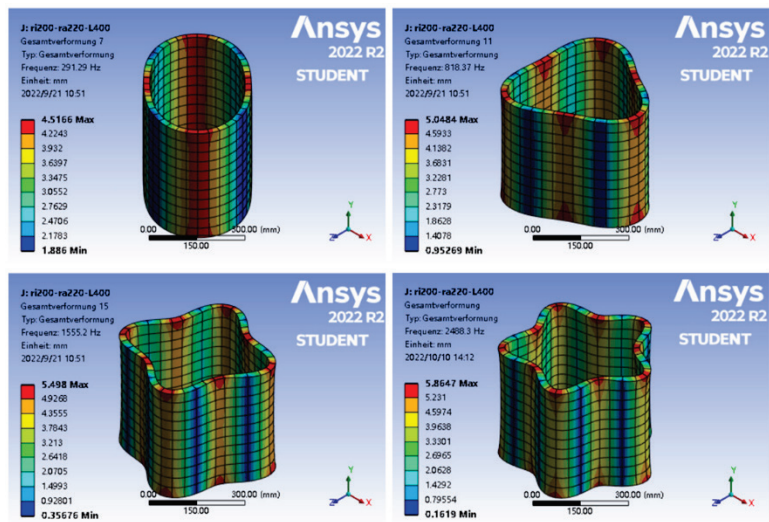 J: ri200-ra220-L400
Gesamtverformung 7
Typ: Gesamtverformung
Frequenz: 291.29 Hz
Einheit: mm
2022/9/21 10:51
Ansys
2022 R2
STUDENT
4.5166 Max
4.2243
3.932
3.6397
3.3475
3.0552
2.7629
2.4706
2.1783
1.886 Min
0.00
300.00 (mm)
150.00
Y
Z
X
J: ri200-ra220-L400
Gesamtverformung 11
Typ: Gesamtverformung
Frequenz: 818.37 Hz
Einheit: mm
2022/9/21 10:51
Ansys
2022 R2
STUDENT
5.0484 Max
4.5933
4.1382
3.6831
3.2281
2.773
2.3179
1.8628
1.4078
0.95269 Min
0.00
300.00 (mm)
150.00
Y
Z
X
J: ri200-ra220-L400
Gesamtverformung 15
Typ: Gesamtverformung
Frequenz: 1555.2 Hz
Einheit: mm
2022/9/21 10:51
Ansys
2022 R2
STUDENT
5.498 Max
4.9268
4.3555
3.7843
3.213
2.6418
2.0705
1.4993
0.92801
0.35676 Min
0.00
300.00 (mm)
150.00
Y
Z
X
J: ri200-ra220-L400
Gesamtverformung
Typ: Gesamtverformung
Frequenz: 2488.3 Hz
Einheit: mm
2022/10/10 14:12
Ansys
2022 R2
STUDENT
5.8647 Max
5.231
4.5974
3.9638
3.3301
2.6965
2.0628
1.4292
0.79554
0.1619 Min
0.00
300.00 (mm)
150.00
Y
Z
X